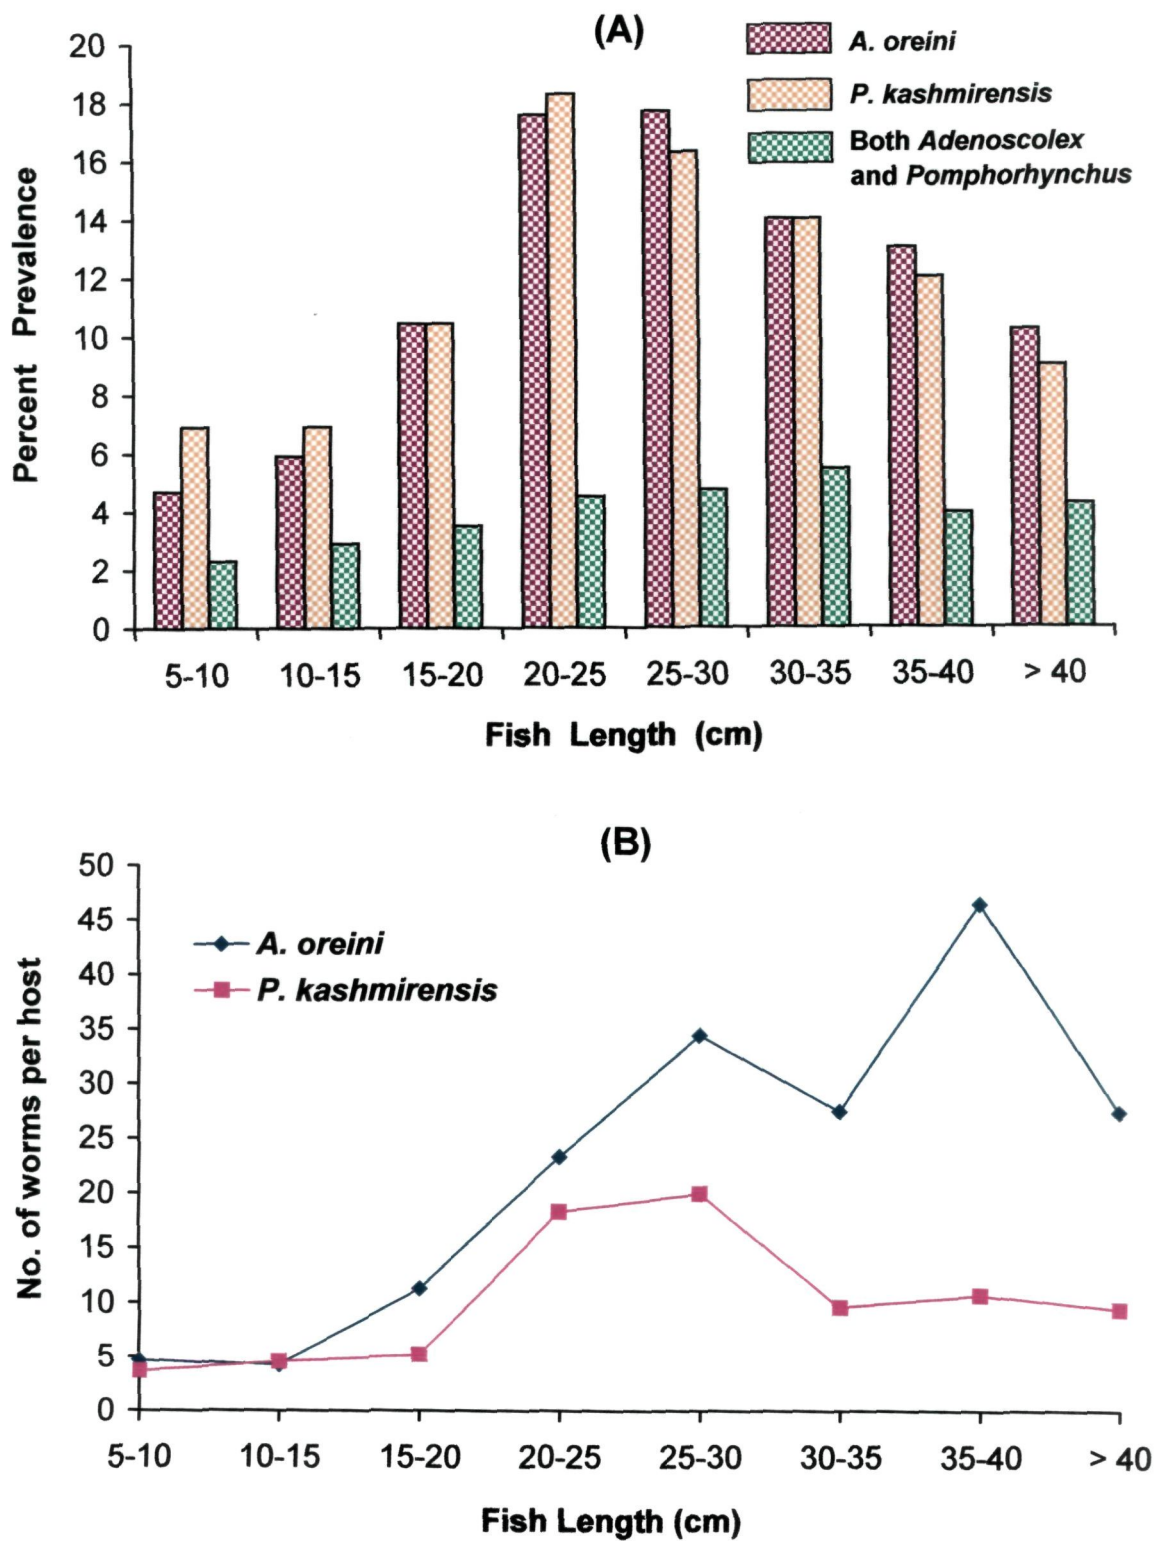 (A)
A. oreini
P. kashmirensis
Both Adenoscolex
and Pomphorhynchus
Percent Prevalence
20
18
16
14
12
10
8
6
4
2
0
5-10 10-15 15-20 20-25 25-30 30-35 35-40 > 40
Fish Length (cm)
(B)
A. oreini
P. kashmirensis
No. of worms per host
50
45
40
35
30
25
20
15
10
5
0
5-10 10-15 15-20 20-25 25-30 30-35 35-40 > 40
Fish Length (cm)